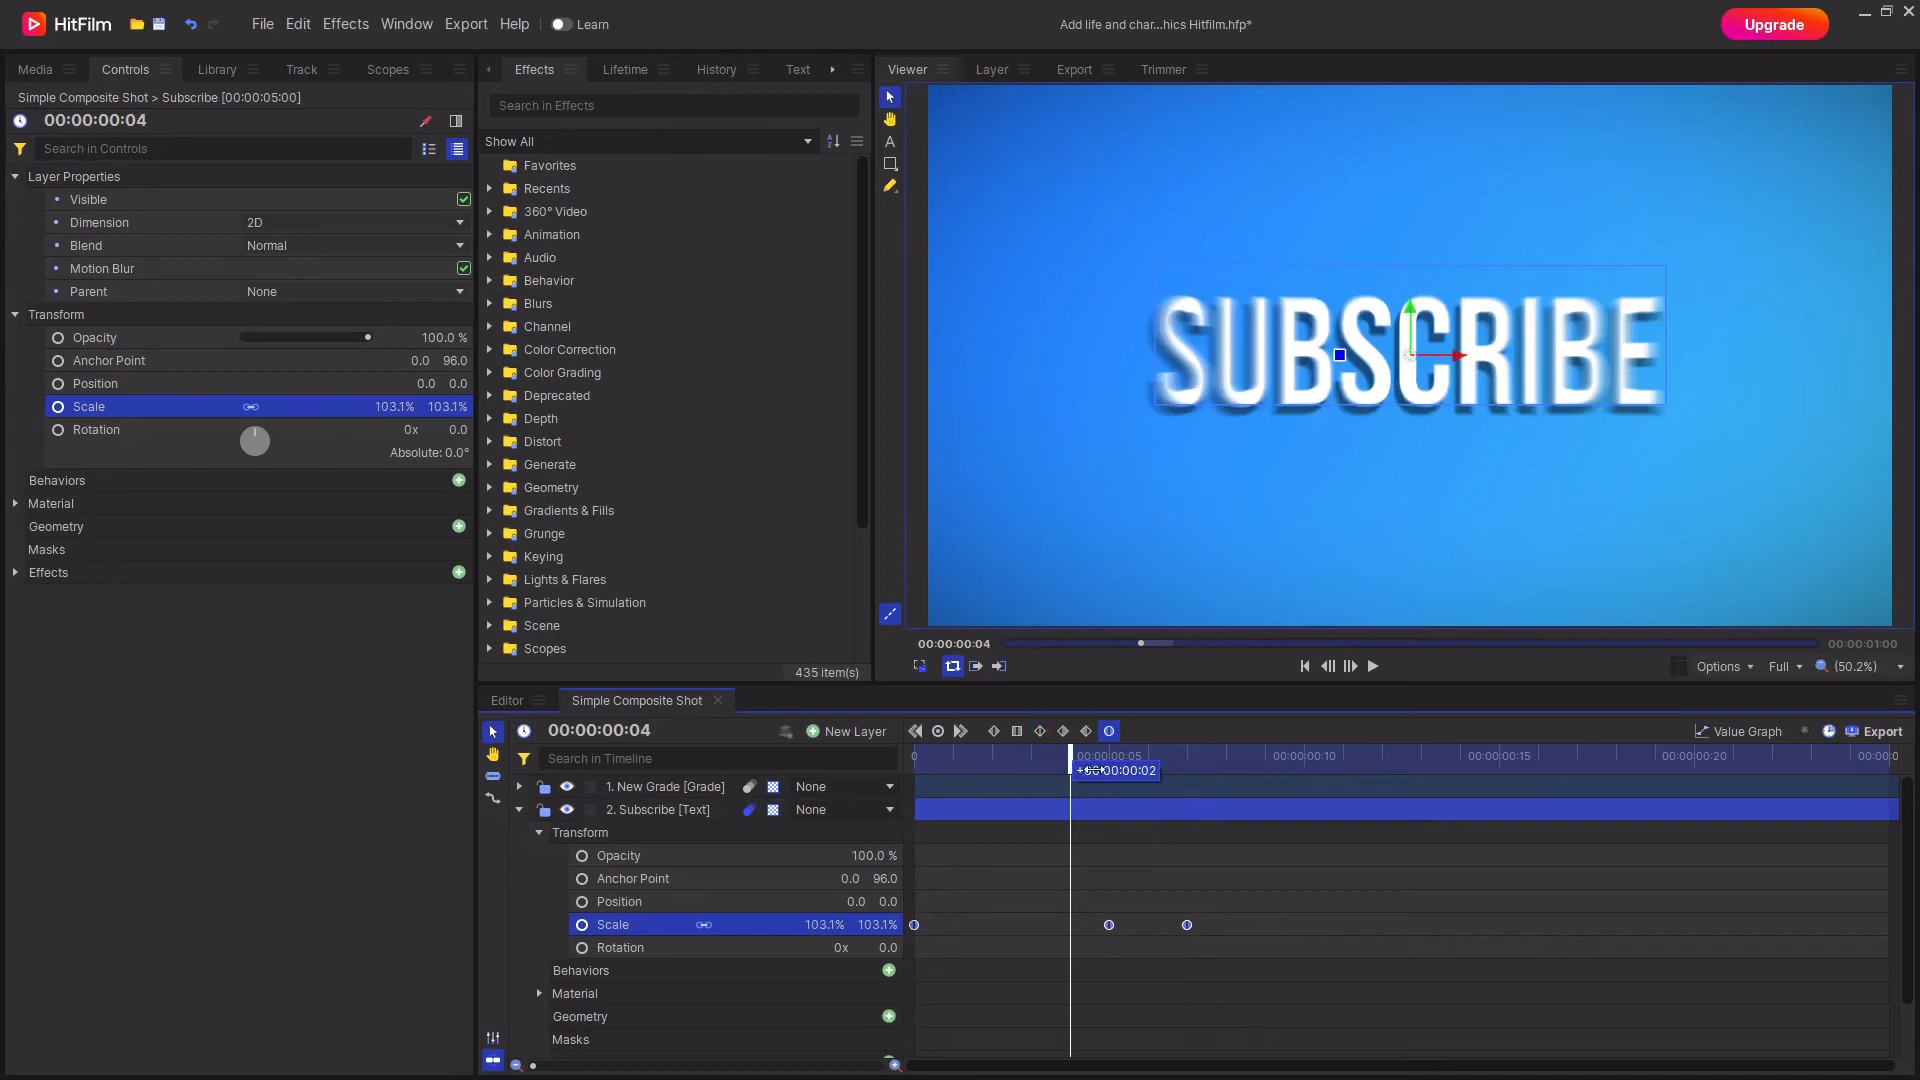 HitFilm
File Edit Effects Window Export Help Learn
Add life and char...hics Hitfilm.hfp*
Upgrade
Media Controls Library Track Scopes
Simple Composite Shot > Subscribe [00:00:05:00]
00:00:00:04
Search in Controls
Layer Properties
Visible
Dimension 2D
Blend Normal
Motion Blur
Parent None
Transform
Opacity 100.0 %
Anchor Point 0.0 96.0
Position 0.0 0.0
Scale 103.1% 103.1%
Rotation 0x 0.0
Absolute: 0.0°
Behaviors
Material
Geometry
Masks
Effects
Effects Lifetime History Text
Search in Effects
Show All
Favorites
Recents
360° Video
Animation
Audio
Behavior
Blurs
Channel
Color Correction
Color Grading
Deprecated
Depth
Distort
Generate
Geometry
Gradients & Fills
Grunge
Keying
Lights & Flares
Particles & Simulation
Scene
Scopes
435 item(s)
Viewer Layer Export Trimmer
A
SUBSCRIBE
00:00:00:04 00:00:01:00
Options Full (50.2%)
Editor Simple Composite Shot
00:00:00:04 New Layer Value Graph Export
Search in Timeline
0 00:00:00:05 00:00:00:10 00:00:00:15 00:00:00:20 00:00:0
1. New Grade [Grade] None
2. Subscribe [Text] None
Transform
Opacity 100.0 %
Anchor Point 0.0 96.0
Position 0.0 0.0
Scale 103.1% 103.1%
Rotation 0x 0.0
Behaviors
Material
Geometry
Masks